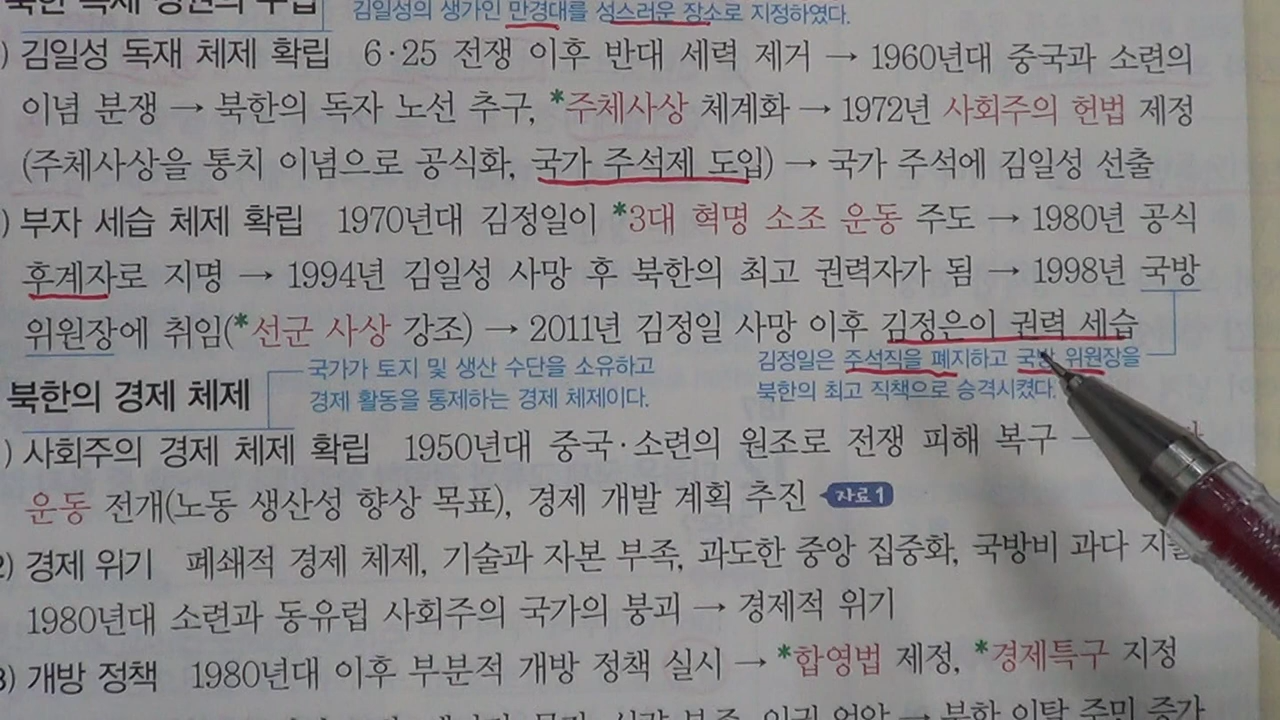 김일성의 생가인 만경대를 성스러운 장소로 지정하였다.
) 김일성 독재 체제 확립 6·25 전쟁 이후 반대 세력 제거 → 1960년대 중국과 소련의
이념 분쟁 → 북한의 독자 노선 추구, *주체사상 체계화 → 1972년 사회주의 헌법 제정
(주체사상을 통치 이념으로 공식화, 국가 주석제 도입) → 국가 주석에 김일성 선출
) 부자 세습 체제 확립 1970년대 김정일이 *3대 혁명 소조 운동 주도 → 1980년 공식
후계자로 지명 → 1994년 김일성 사망 후 북한의 최고 권력자가 됨 → 1998년 국방
위원장에 취임(*선군 사상 강조) → 2011년 김정일 사망 이후 김정은이 권력 세습
김정일은 주석직을 폐지하고 국방 위원장을
북한의 최고 직책으로 승격시켰다.
국가가 토지 및 생산 수단을 소유하고
경제 활동을 통제하는 경제 체제이다.
북한의 경제 체제
) 사회주의 경제 체제 확립 1950년대 중국·소련의 원조로 전쟁 피해 복구 →
운동 전개(노동 생산성 향상 목표), 경제 개발 계획 추진 자료1
2) 경제 위기 폐쇄적 경제 체제, 기술과 자본 부족, 과도한 중앙 집중화, 국방비 과다
1980년대 소련과 동유럽 사회주의 국가의 붕괴 → 경제적 위기
3) 개방 정책 1980년대 이후 부분적 개방 정책 실시 → *합영법 제정, *경제특구 지정
→ 북한 이탈 주민 증가